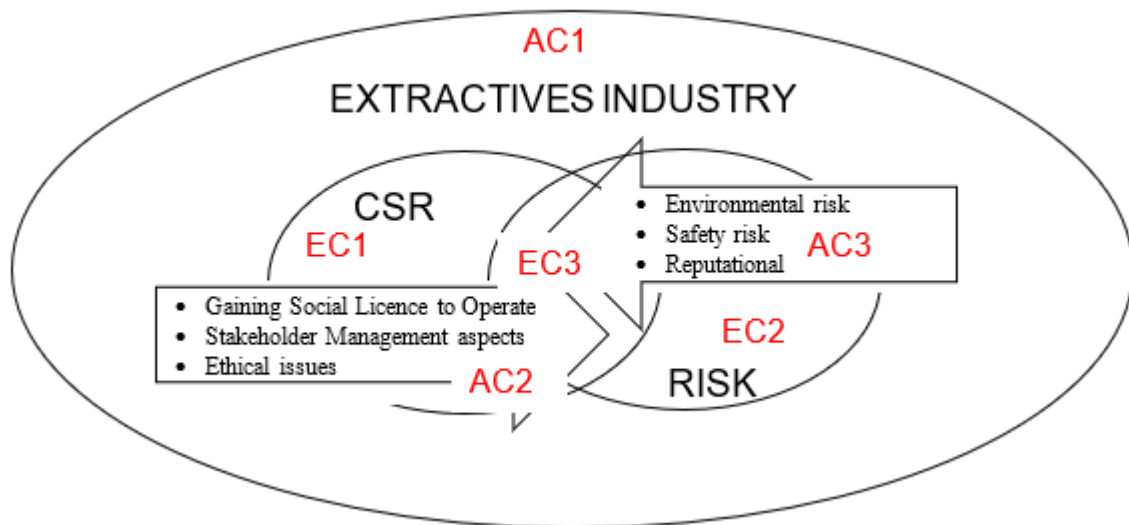 AC1
EXTRACTIVES INDUSTRY
CSR
EC1
• Environmental risk
• Safety risk
• Reputational
AC3
EC3
• Gaining Social Licence to Operate
• Stakeholder Management aspects
• Ethical issues
AC2
EC2
RISK